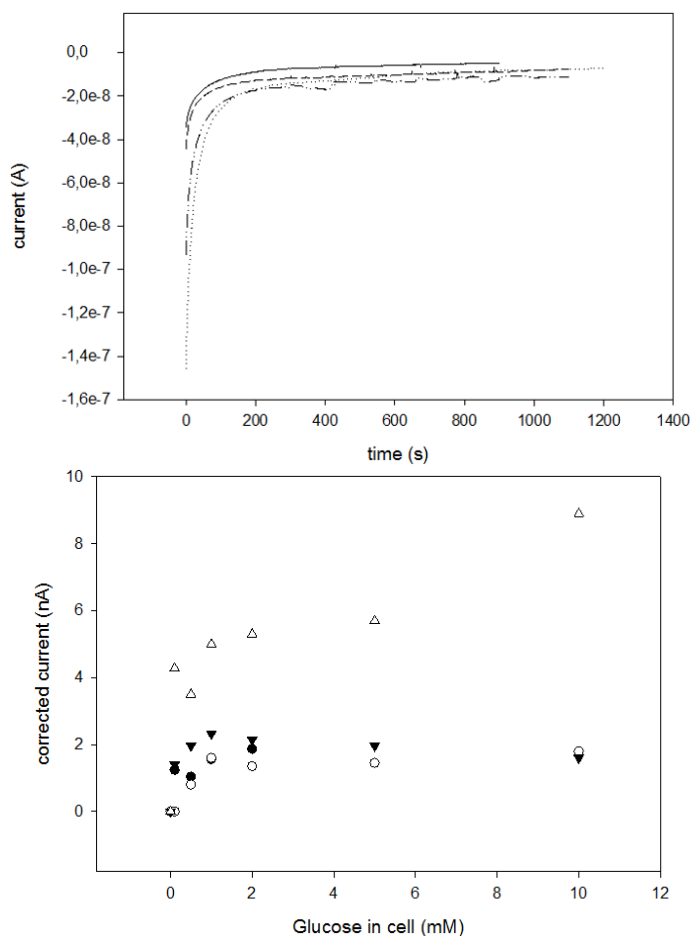 0,0
-2,0e-8
-4,0e-8
-6,0e-8
-8,0e-8
-1,0e-7
-1,2e-7
-1,4e-7
-1,6e-7
current (A)
0 200 400 600 800 1000 1200 1400
time (s)
10
8
6
4
2
0
corrected current (nA)
0 2 4 6 8 10 12
Glucose in cell (mM)